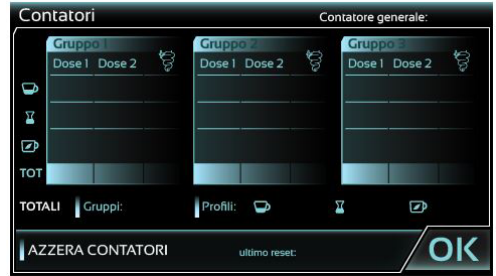 Contatori Contatore generale:
Gruppo 1 Gruppo 2 Gruppo 3
Dose 1 Dose 2 Dose 1 Dose 2 Dose 1 Dose 2
TOT
TOTALI Gruppi: Profili:
AZZERA CONTATORI ultimo reset: OK